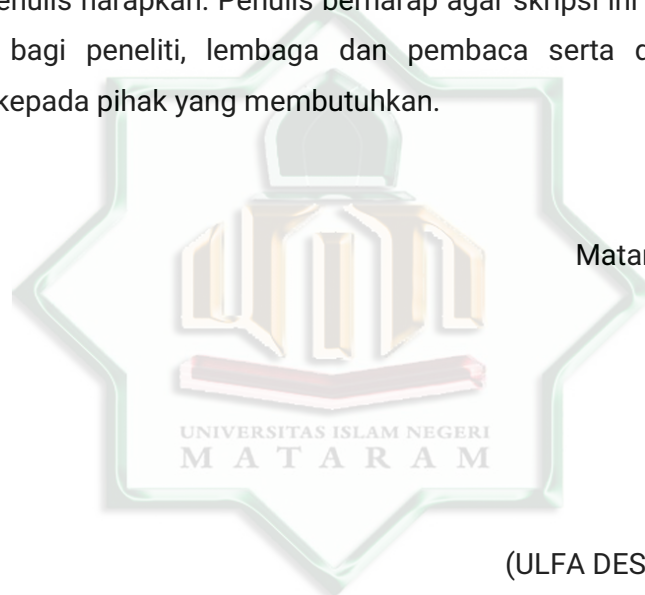 penulis harapkan. Penulis berharap agar skripsi ini
bagi peneliti, lembaga dan pembaca serta
kepada pihak yang membutuhkan.
Matar
UNIVERSITAS ISLAM NEGERI
MATARAM
(ULFA DES